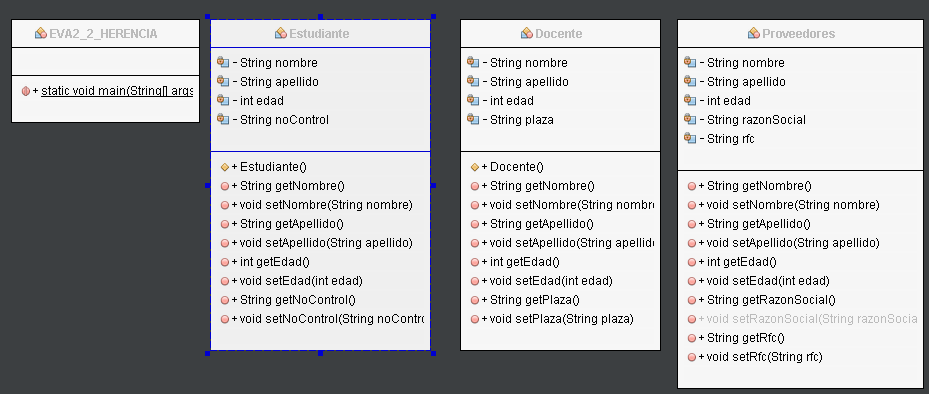 EVA2_2_HERENCIA
+ static void main(String[] args
Estudiante
- String nombre
- String apellido
- int edad
- String noControl
+ Estudiante()
+ String getNombre()
+ void setNombre(String nombre)
+ String getApellido()
+ void setApellido(String apellido)
+ int getEdad()
+ void setEdad(int edad)
+ String getNoControl()
+ void setNoControl(String noContro
Docente
- String nombre
- String apellido
- int edad
- String plaza
+ Docente()
+ String getNombre()
+ void setNombre(String nombre
+ String getApellido()
+ void setApellido(String apellido
+ int getEdad()
+ void setEdad(int edad)
+ String getPlaza()
+ void setPlaza(String plaza)
Proveedores
- String nombre
- String apellido
- int edad
- String razonSocial
- String rfc
+ String getNombre()
+ void setNombre(String nombre)
+ String getApellido()
+ void setApellido(String apellido)
+ int getEdad()
+ void setEdad(int edad)
+ String getRazonSocial()
+ void setRazonSocial(String razonSocia
+ String getRfc()
+ void setRfc(String rfc)